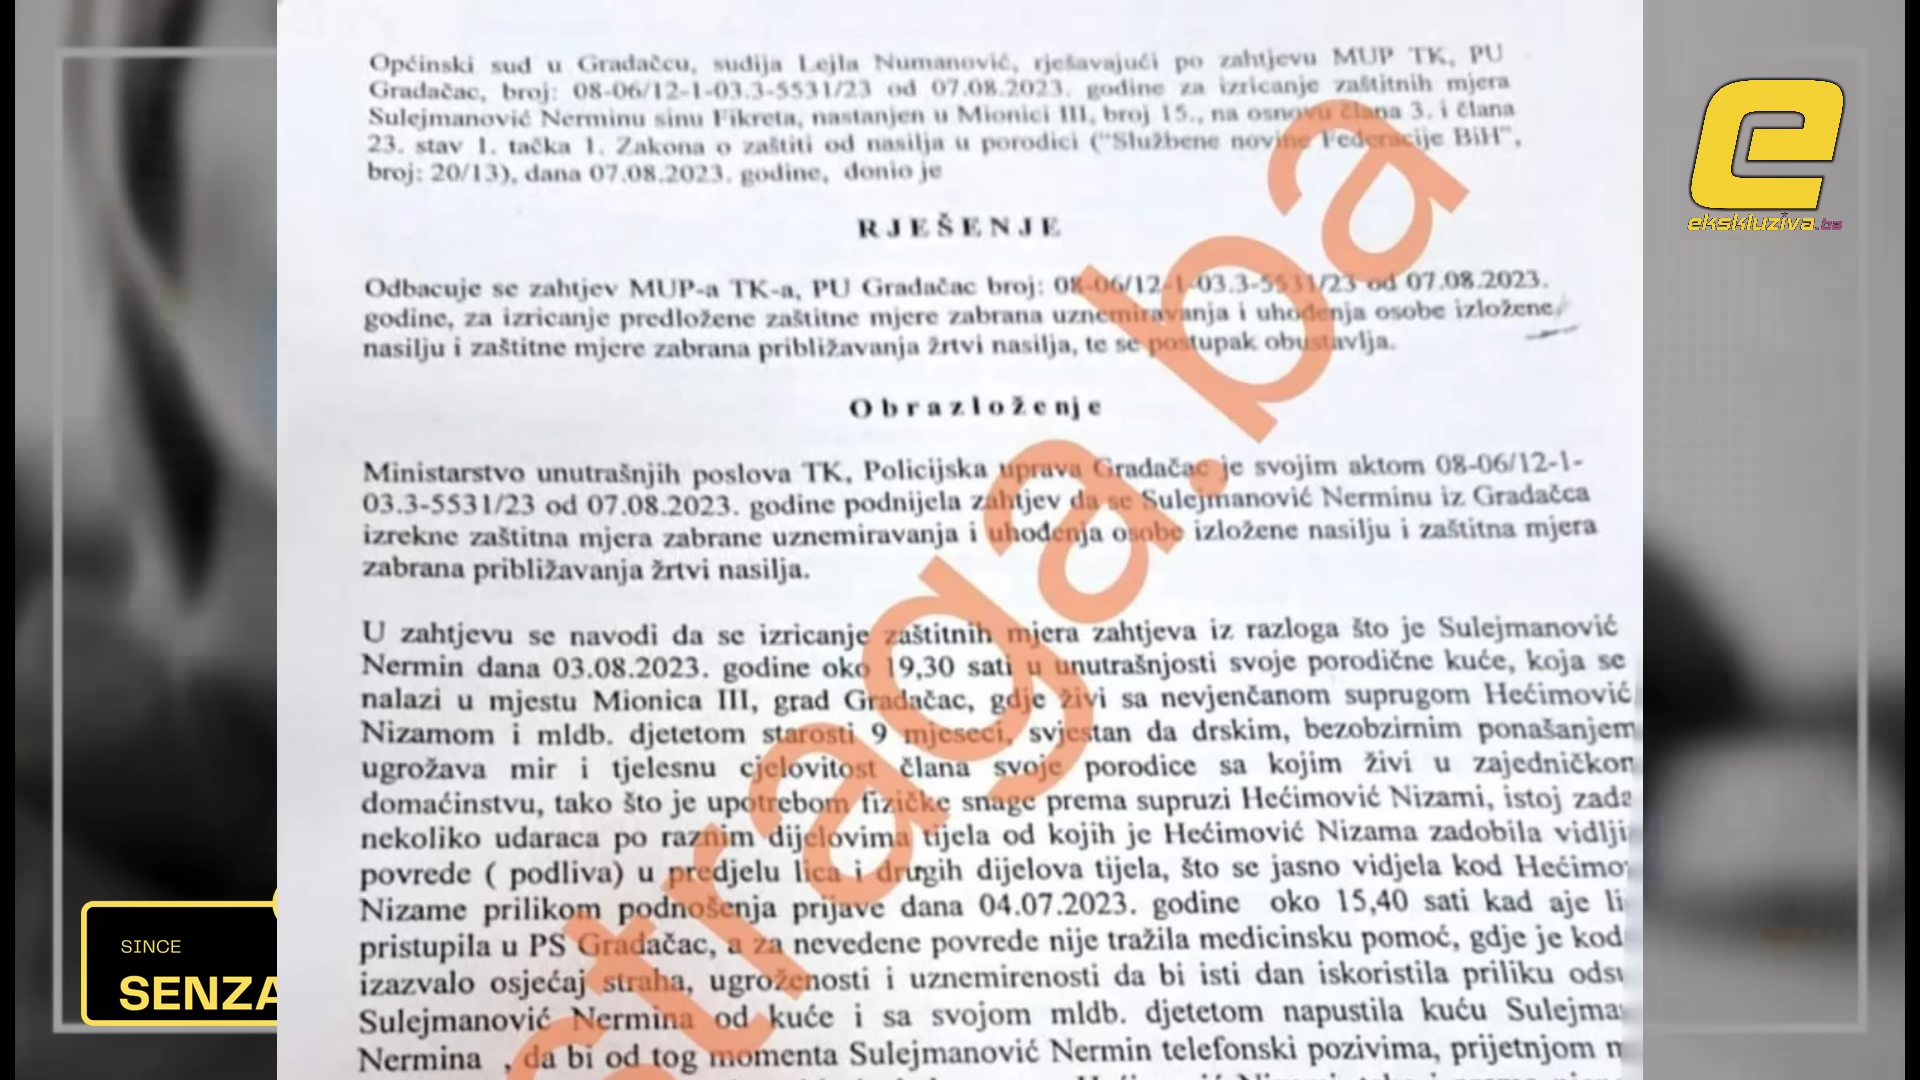 Općinski sud u Gradačcu, sudija Lejla Numanović, rješavajući po zahtjevu MUP TK, PU
Gradačac, broj: 08-06/12-1-03.3-5531/23 od 07.08.2023. godine za izricanje zaštitnih mjera
Sulejmanović Nerminu sinu Fikreta, nastanjen u Mionici III, broj 15., na osnovu člana 3. i člana
23. stav 1. tačka 1. Zakona o zaštiti od nasilja u porodici ("Službene novine Federacije BiH",
broj: 20/13), dana 07.08.2023. godine, donio je
RJEŠENJE
Odbacuje se zahtjev MUP-a TK-a, PU Gradačac broj: 08-06/12-1-03.3-5531/23 od 07.08.2023.
godine, za izricanje predložene zaštitne mjere zabrana uznemiravanja i uhođenja osobe izložene
nasilju i zaštitne mjere zabrana približavanja žrtvi nasilja, te se postupak obustavlja.
Obrazloženje
Ministarstvo unutrašnjih poslova TK, Policijska uprava Gradačac je svojim aktom 08-06/12-1-
03.3-5531/23 od 07.08.2023. godine podnijela zahtjev da se Sulejmanović Nerminu iz Gradačca
izrekne zaštitna mjera zabrane uznemiravanja i uhođenja osobe izložene nasilju i zaštitna mjera
zabrana približavanja žrtvi nasilja.
U zahtjevu se navodi da se izricanje zaštitnih mjera zahtjeva iz razloga što je Sulejmanović
Nermin dana 03.08.2023. godine oko 19,30 sati u unutrašnjosti svoje porodične kuće, koja se
nalazi u mjestu Mionica III, grad Gradačac, gdje živi sa nevjenčanom suprugom Hećimović
Nizamom i mldb. djetetom starosti 9 mjeseci, svjestan da drskim, bezobzirnim ponašanjem
ugrožava mir i tjelesnu cjelovitost člana svoje porodice sa kojim živi u zajedničkom
domaćinstvu, tako što je upotrebom fizičke snage prema supruzi Hećimović Nizami, istoj zada
nekoliko udaraca po raznim dijelovima tijela od kojih je Hećimović Nizama zadobila vidlji
povrede ( podliva) u predjelu lica i drugih dijelova tijela, što se jasno vidjela kod Hećimo
Nizame prilikom podnošenja prijave dana 04.07.2023. godine oko 15,40 sati kad aje li
pristupila u PS Gradačac, a za nevedene povrede nije tražila medicinsku pomoć, gdje je kod
izazvalo osjećaj straha, ugroženosti i uznemirenosti da bi isti dan iskoristila priliku ods
Sulejmanović Nermina od kuće i sa svojom mldb. djetetom napustila kuću Sulejma
Nermina , da bi od tog momenta Sulejmanović Nermin telefonski pozivima, prijetnjom
straga.ba
e
ekskluziva.ba
SINCE
SENZA